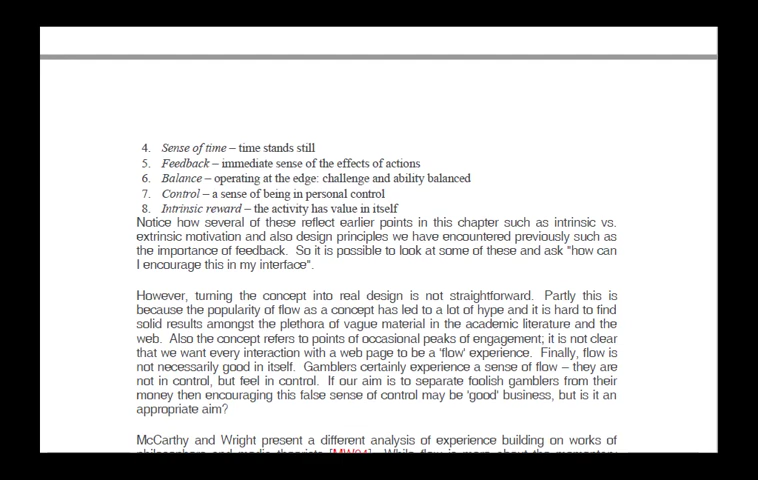 4. Sense of time – time stands still
5. Feedback – immediate sense of the effects of actions
6. Balance – operating at the edge: challenge and ability balanced
7. Control – a sense of being in personal control
8. Intrinsic reward – the activity has value in itself
Notice how several of these reflect earlier points in this chapter such as intrinsic vs.
extrinsic motivation and also design principles we have encountered previously such as
the importance of feedback. So it is possible to look at some of these and ask "how can
I encourage this in my interface".
However, turning the concept into real design is not straightforward. Partly this is
because the popularity of flow as a concept has led to a lot of hype and it is hard to find
solid results amongst the plethora of vague material in the academic literature and the
web. Also the concept refers to points of occasional peaks of engagement; it is not clear
that we want every interaction with a web page to be a 'flow' experience. Finally, flow is
not necessarily good in itself. Gamblers certainly experience a sense of flow – they are
not in control, but feel in control. If our aim is to separate foolish gamblers from their
money then encouraging this false sense of control may be 'good' business, but is it an
appropriate aim?
McCarthy and Wright present a different analysis of experience building on works of
philosophers and media theorists [MW04]. While flow is more about the momentary